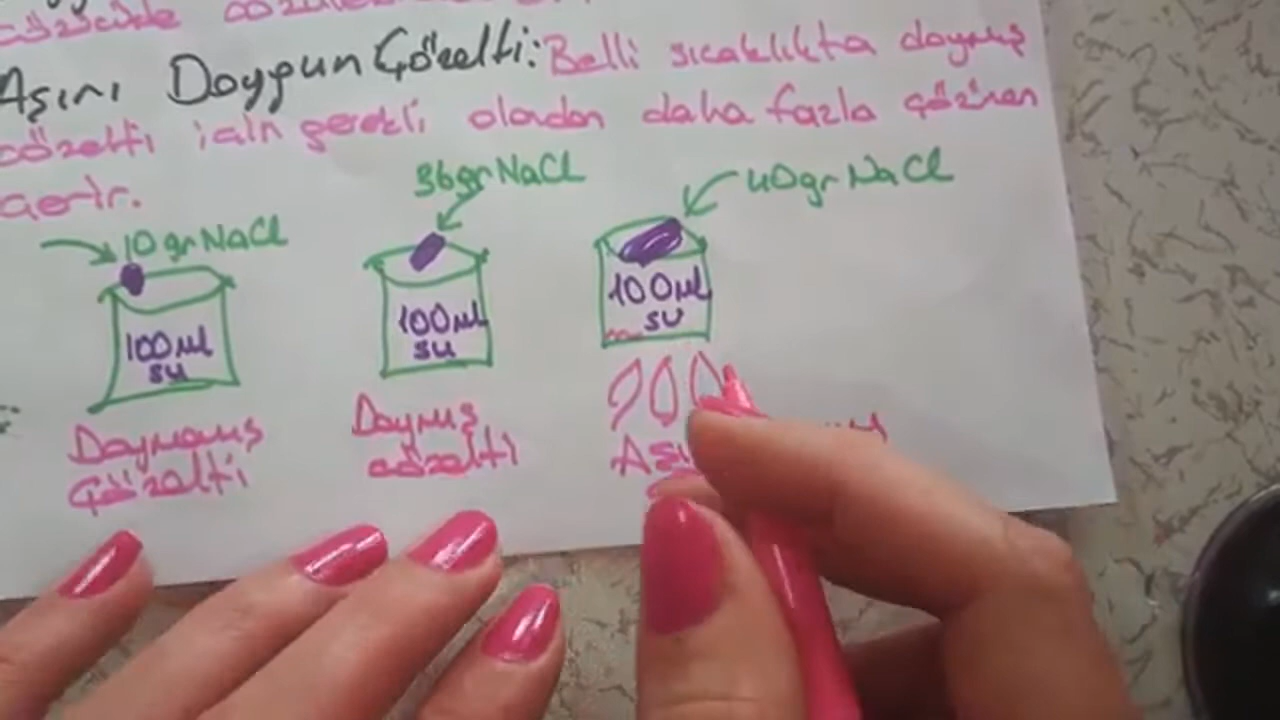 Aşırı Doygun Çözelti: Belli sıcaklıkta doymuş
çözelti için gerekli olandan daha fazla çözünen
içerir.
10gr NaCl
36gr NaCl
40gr NaCl
100ml
su
100ml
su
100ml
su
Doymamış
Çözelti
Doymuş
çözelti